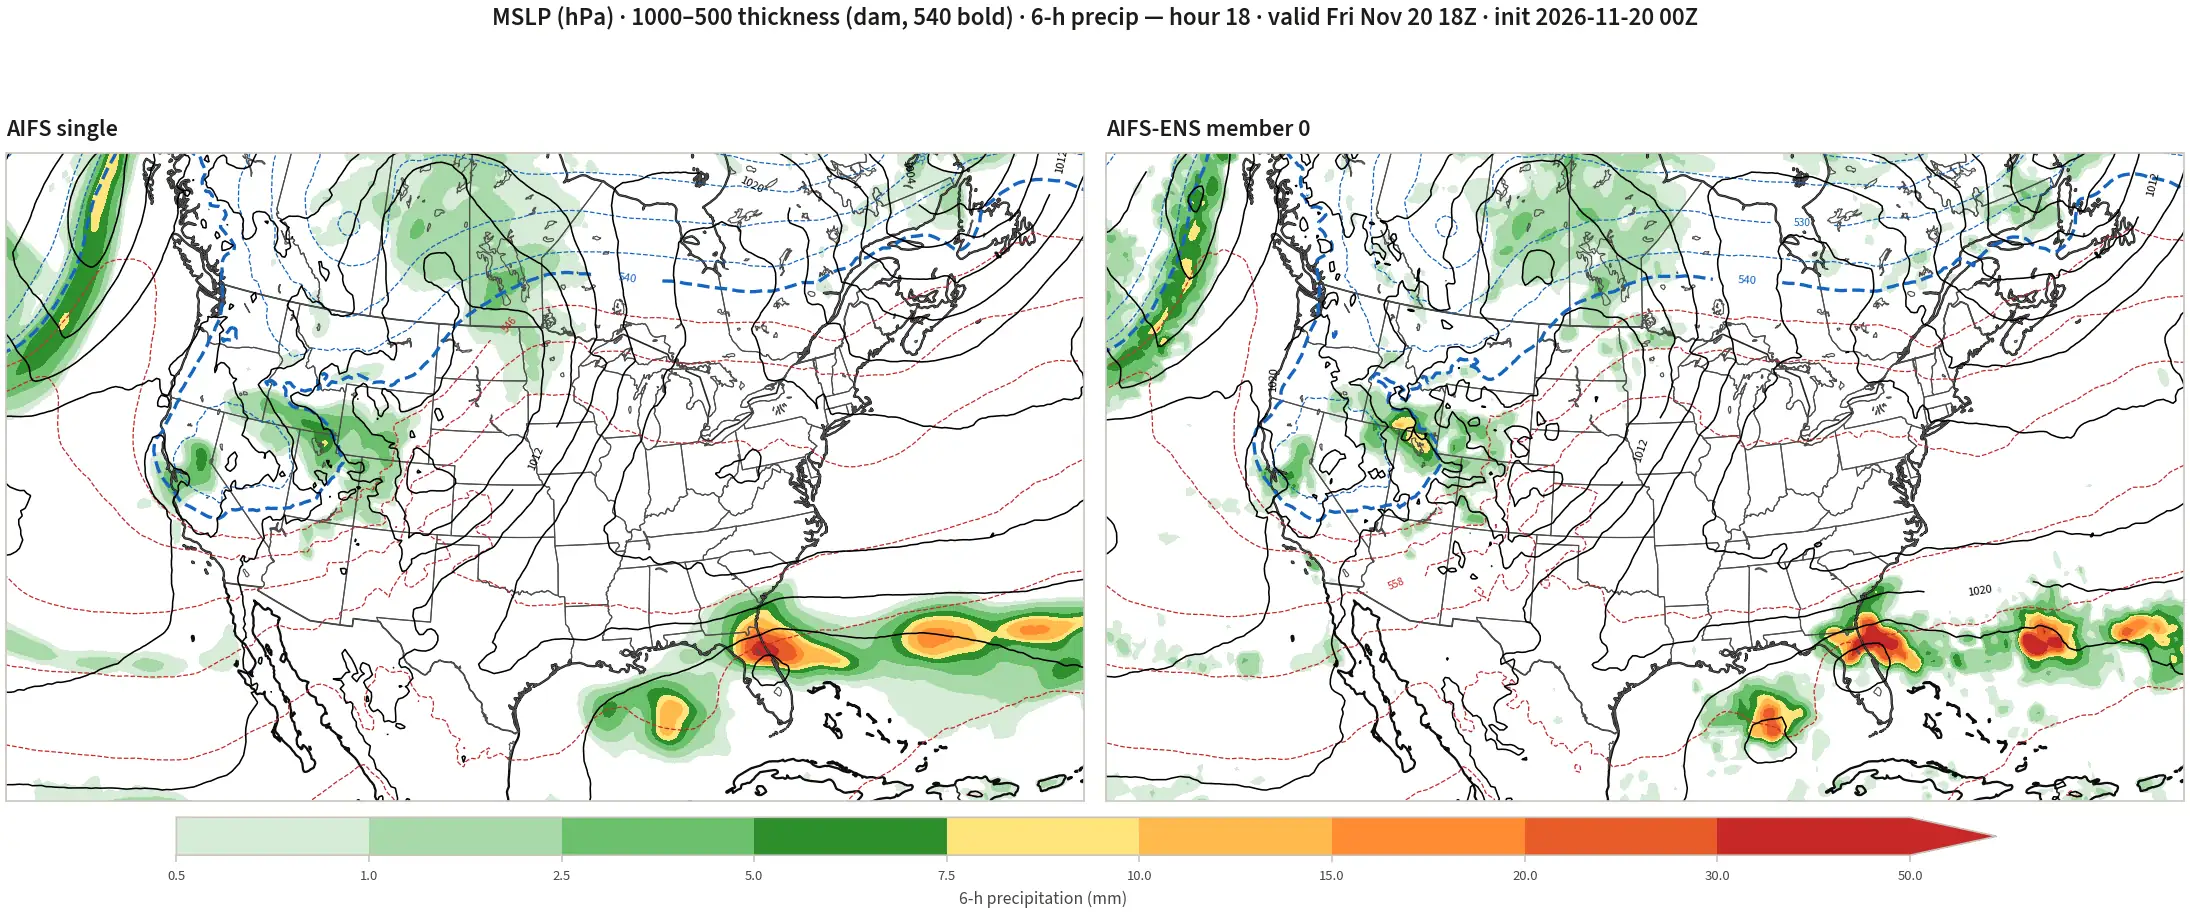 MSLP (hPa) · 1000–500 thickness (dam, 540 bold) · 6-h precip — hour 18 · valid Fri Nov 20 18Z · init 2026-11-20 00Z
AIFS single
AIFS-ENS member 0
1020
1004
1012
540
546
1012
1012
530
540
1020
1012
558
1020
0.5 1.0 2.5 5.0 7.5 10.0 15.0 20.0 30.0 50.0
6-h precipitation (mm)